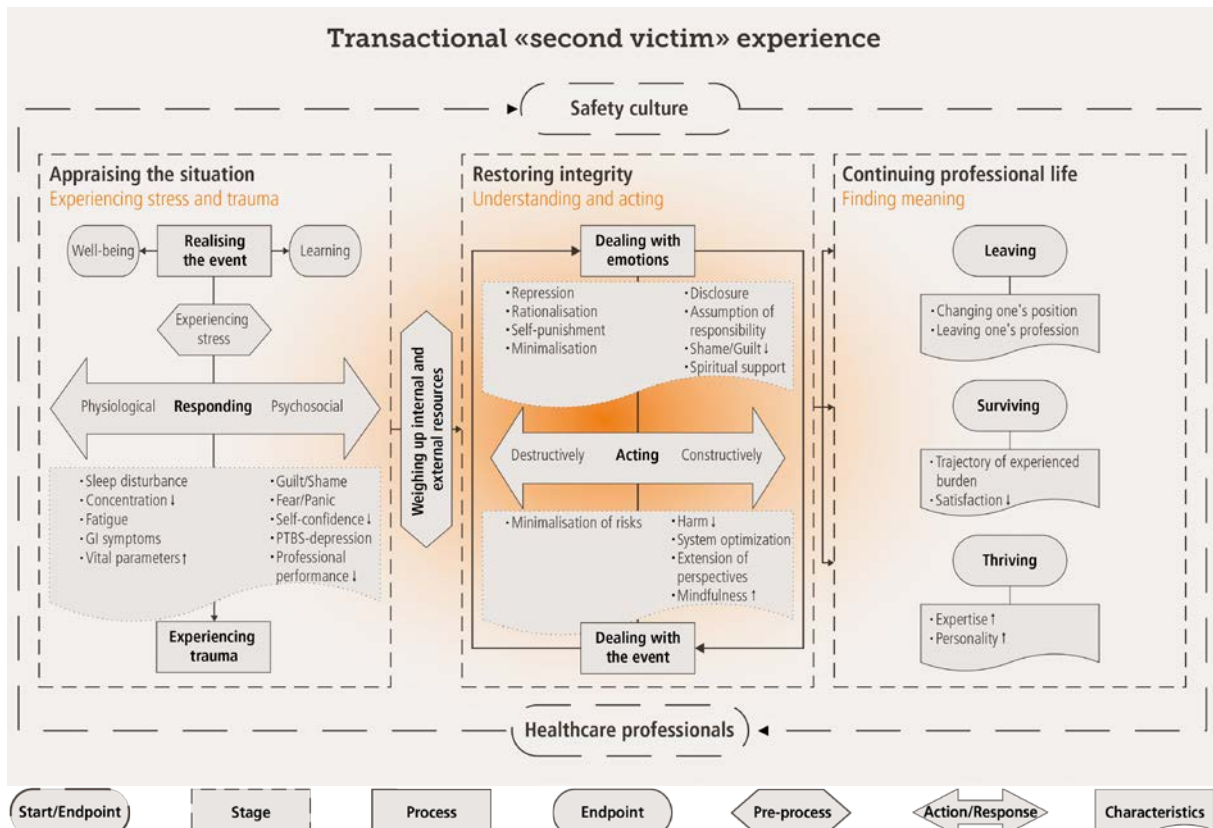 Transactional «second victim» experience
Safety culture
Appraising the situation
Experiencing stress and trauma
Well-being
Realising
the event
Learning
Experiencing
stress
Physiological
Responding
Psychosocial
• Sleep disturbance
• Concentration ↓
• Fatigue
• GI symptoms
• Vital parameters ↑
• Guilt/Shame
• Fear/Panic
• Self-confidence ↓
• PTBS-depression
• Professional
performance ↓
Experiencing
trauma
Weighing up internal and
external resources
Restoring integrity
Understanding and acting
Dealing with
emotions
• Repression
• Rationalisation
• Self-punishment
• Minimalisation
• Disclosure
• Assumption of
responsibility
• Shame/Guilt ↓
• Spiritual support
Destructively
Acting
Constructively
• Minimalisation of risks
• Harm ↓
• System optimization
• Extension of
perspectives
• Mindfulness ↑
Dealing with
the event
Continuing professional life
Finding meaning
Leaving
• Changing one's position
• Leaving one's profession
Surviving
• Trajectory of experienced
burden
• Satisfaction ↓
Thriving
• Expertise ↑
• Personality ↑
Healthcare professionals
Start/Endpoint
Stage
Process
Endpoint
Pre-process
Action/Response
Characteristics